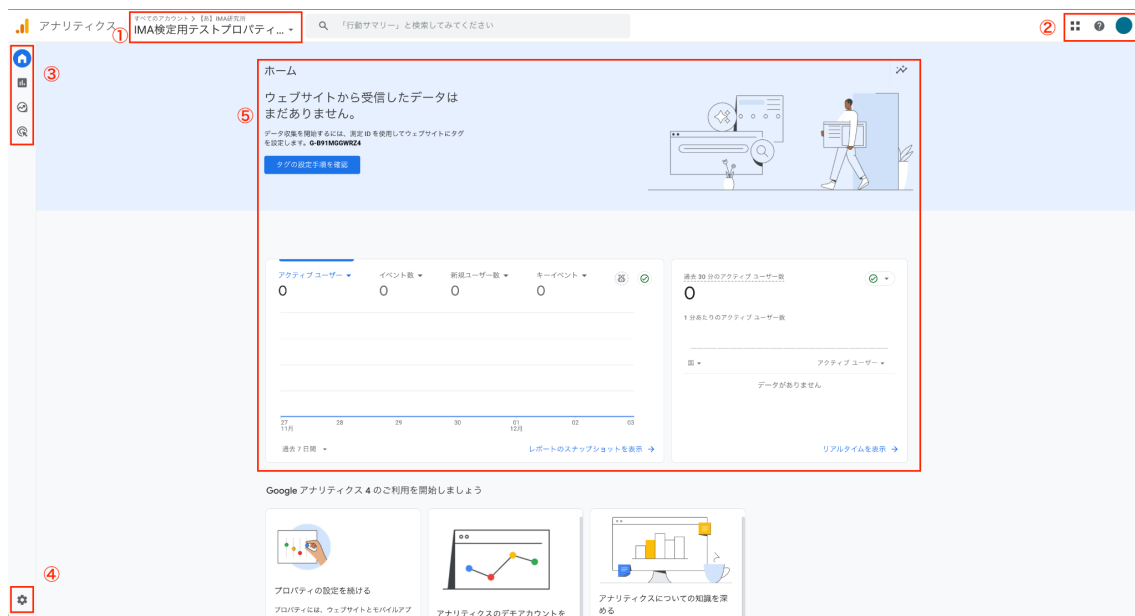 アナリティクス
①
すべてのアカウント > 【あ】IMA研究所
IMA検定用テストプロパティ...
「行動サマリー」と検索してみてください
②
③
⑤
ホーム
ウェブサイトから受信したデータは
まだありません。
データ収集を開始するには、測定 ID を使用してウェブサイトにタグ
を設定します。G-B91MGGWRZ4
タグの設定手順を確認
アクティブ ユーザー
イベント数
新規ユーザー数
キーイベント
0
0
0
0
27
11月
28
29
30
01
12月
02
03
過去 7 日間
レポートのスナップショットを表示 →
過去 30 分のアクティブ ユーザー数
0
1 分あたりのアクティブ ユーザー数
国
アクティブ ユーザー
データがありません
リアルタイムを表示 →
Google アナリティクス 4 のご利用を開始しましょう
プロパティの設定を続ける
プロパティには、ウェブサイトとモバイルアプ
アナリティクスのデモアカウントを
アナリティクスについての知識を深
める
④